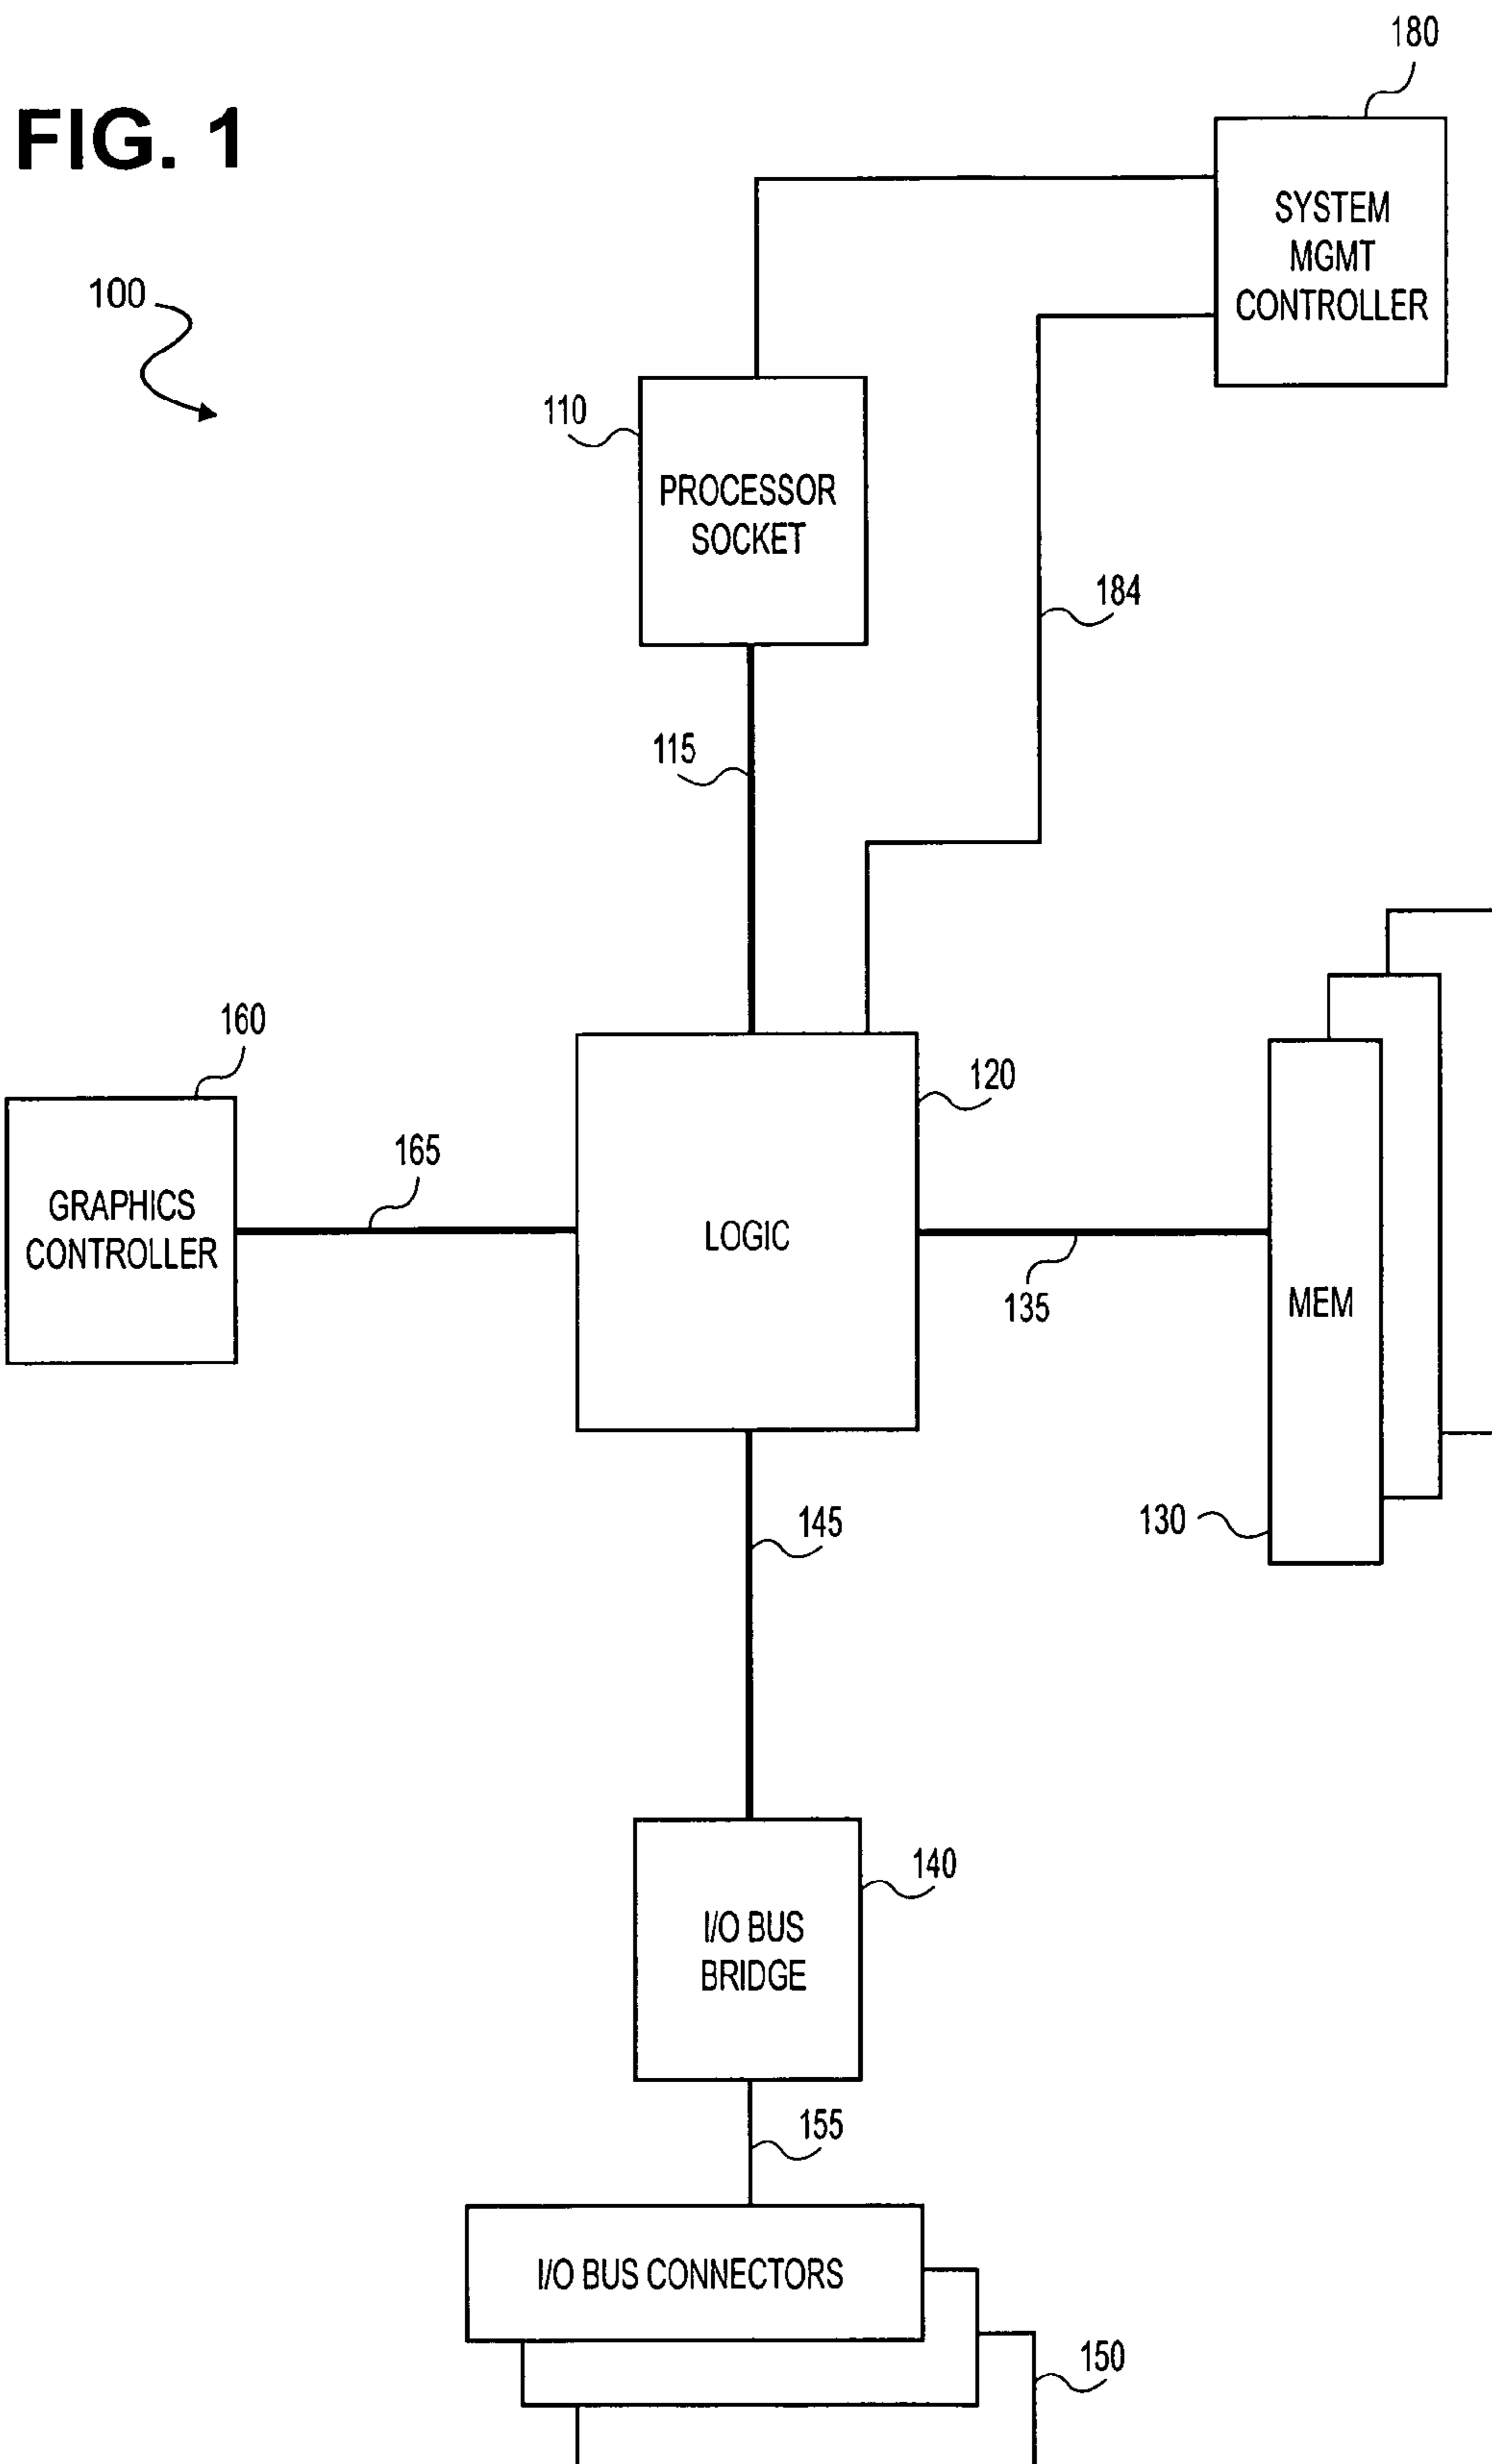 180
FIG. 1
SYSTEM
MGMT
CONTROLLER
100
110
PROCESSOR
SOCKET
184
115
160
120
165
GRAPHICS
CONTROLLER
LOGIC
135
MEM
145
130
140
I/O BUS
BRIDGE
155
I/O BUS CONNECTORS
150